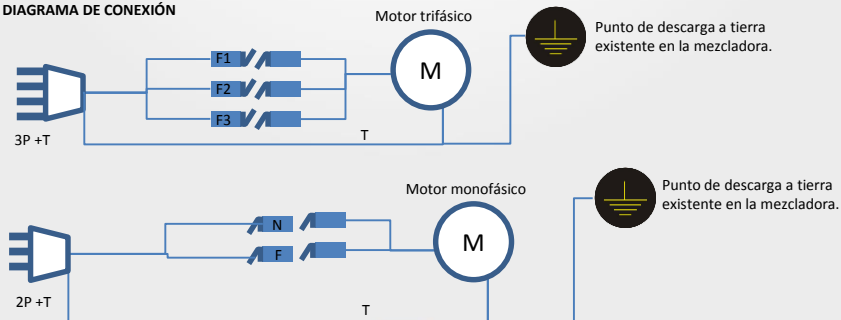 DIAGRAMA DE CONEXIÓN
Motor trifásico
Punto de descarga a tierra
existente en la mezcladora.
F1
F2
F3
M
3P +T
T
Motor monofásico
Punto de descarga a tierra
existente en la mezcladora.
N
F
M
2P +T
T